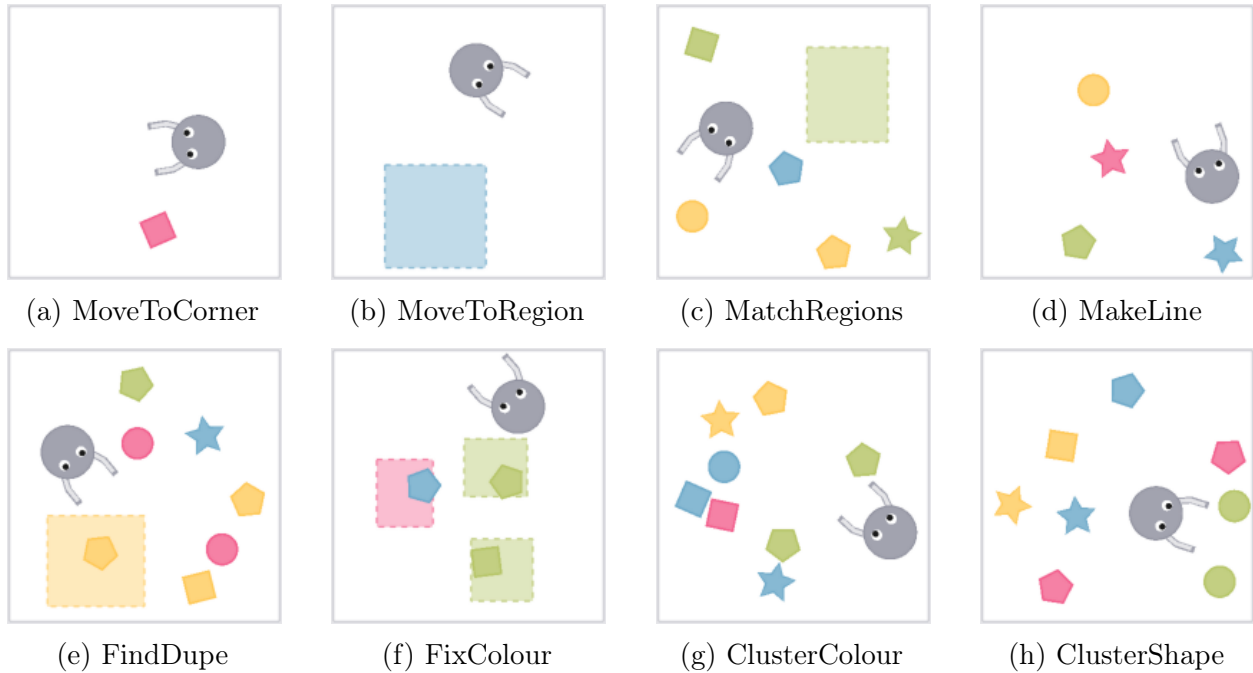 (a) MoveToCorner
(b) MoveToRegion
(c) MatchRegions
(d) MakeLine
(e) FindDupe
(f) FixColour
(g) ClusterColour
(h) ClusterShape